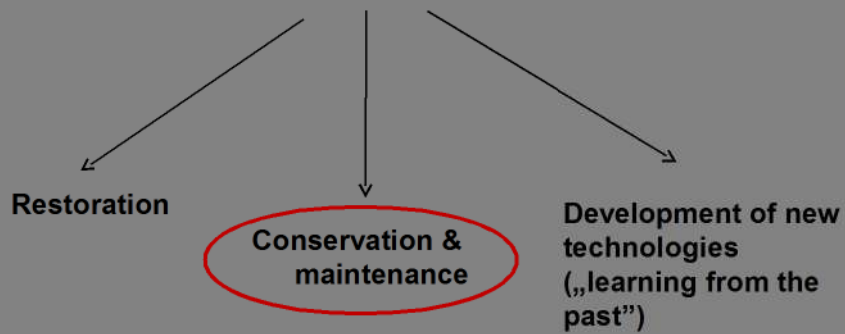 Restoration
Conservation &
maintenance
Development of new
technologies
(„learning from the
past”)